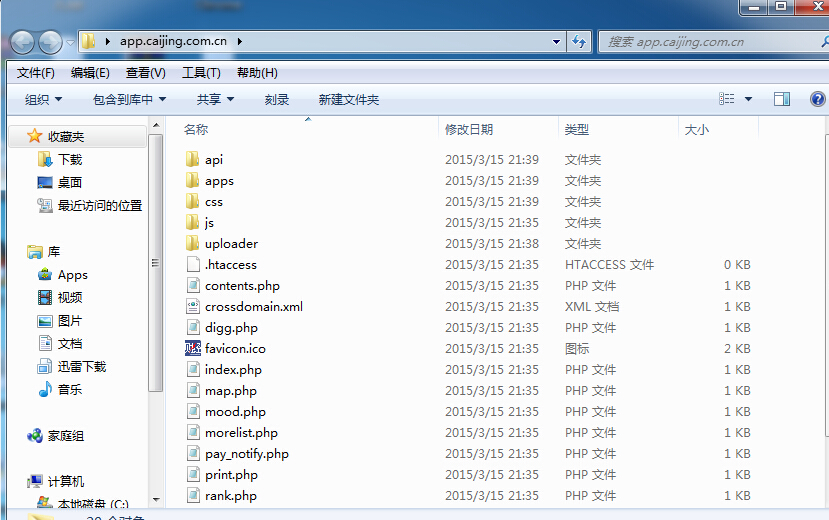 app.caijing.com.cn
搜索 app.caijing.com.cn
文件(F) 编辑(E) 查看(V) 工具(T) 帮助(H)
组织 包含到库中 共享 刻录 新建文件夹
名称 修改日期 类型 大小
收藏夹
下载
桌面
最近访问的位置
库
Apps
视频
图片
文档
迅雷下载
音乐
家庭组
计算机
本地磁盘 (C:)
api 2015/3/15 21:39 文件夹
apps 2015/3/15 21:39 文件夹
css 2015/3/15 21:39 文件夹
js 2015/3/15 21:35 文件夹
uploader 2015/3/15 21:38 文件夹
.htaccess 2015/3/15 21:35 HTACCESS 文件 0 KB
contents.php 2015/3/15 21:35 PHP 文件 1 KB
crossdomain.xml 2015/3/15 21:35 XML 文档 1 KB
digg.php 2015/3/15 21:35 PHP 文件 1 KB
favicon.ico 2015/3/15 21:35 图标 2 KB
index.php 2015/3/15 21:35 PHP 文件 1 KB
map.php 2015/3/15 21:35 PHP 文件 1 KB
mood.php 2015/3/15 21:35 PHP 文件 1 KB
morelist.php 2015/3/15 21:35 PHP 文件 1 KB
pay_notify.php 2015/3/15 21:35 PHP 文件 1 KB
print.php 2015/3/15 21:35 PHP 文件 1 KB
rank.php 2015/3/15 21:35 PHP 文件 1 KB